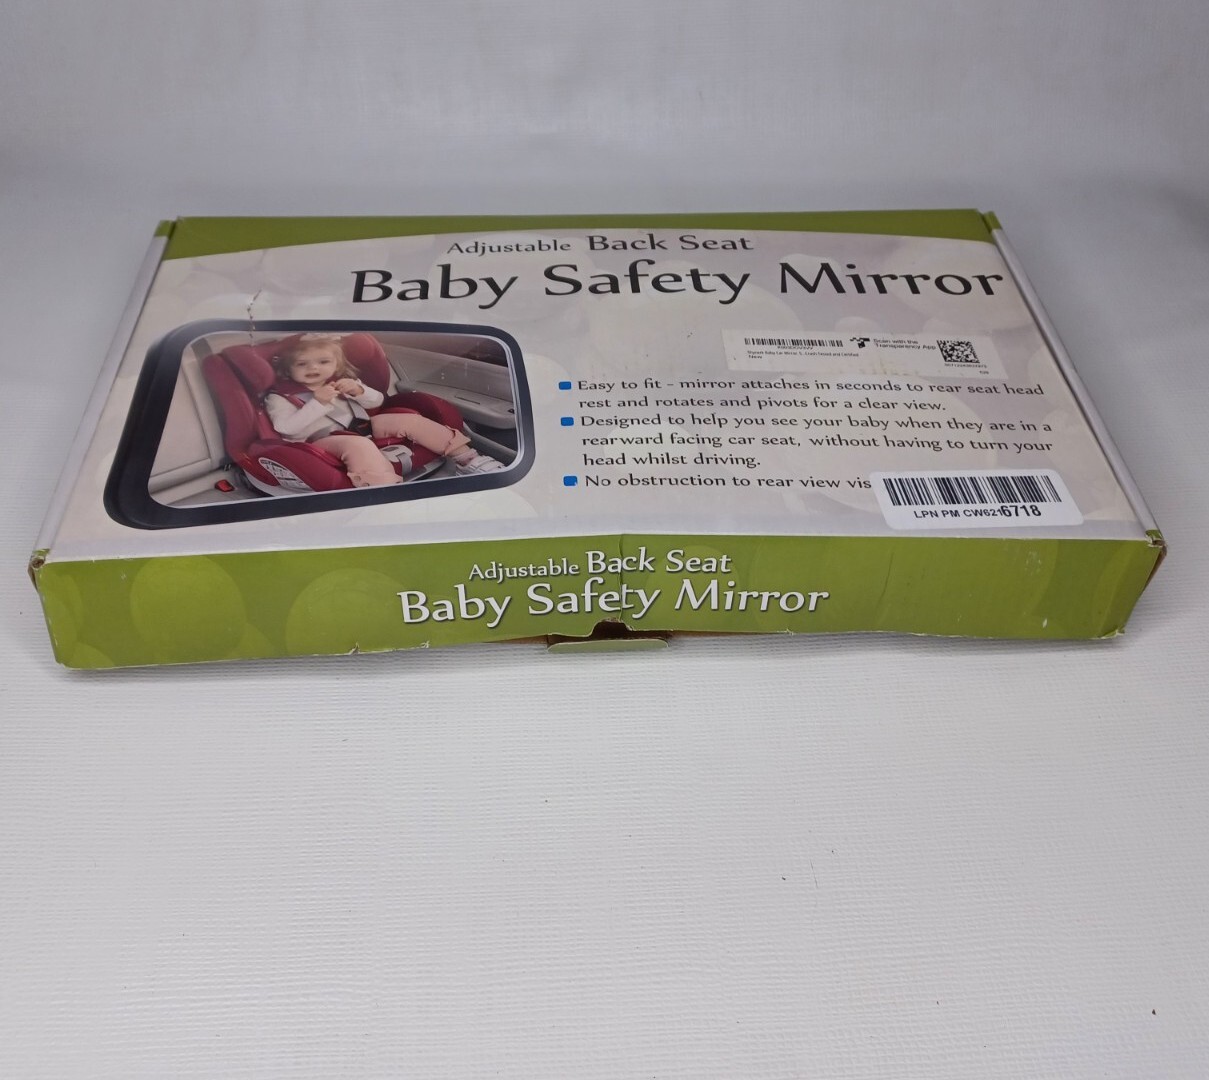 Adjustable Back Seat
Baby Safety Mirror
Scan with the
Transparency App
New
Easy to fit - mirror attaches in seconds to rear seat head
rest and rotates and pivots for a clear view.
Designed to help you see your baby when they are in a
rearward facing car seat, without having to turn your
head whilst driving.
No obstruction to rear view vis
LPN PM CW6216718
Adjustable Back Seat
Baby Safety Mirror